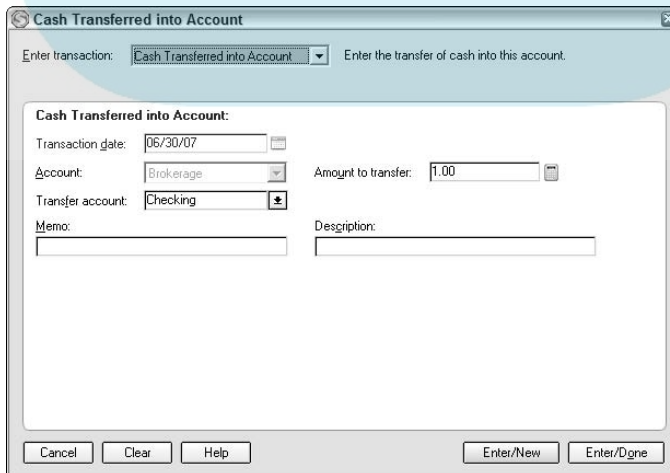 Cash Transferred into Account
Enter transaction: Cash Transferred into Account Enter the transfer of cash into this account.
Cash Transferred into Account:
Transaction date: 06/30/07
Account: Brokerage Amount to transfer: 1.00
Transfer account: Checking
Memo: Description:
Cancel Clear Help Enter/New Enter/Done